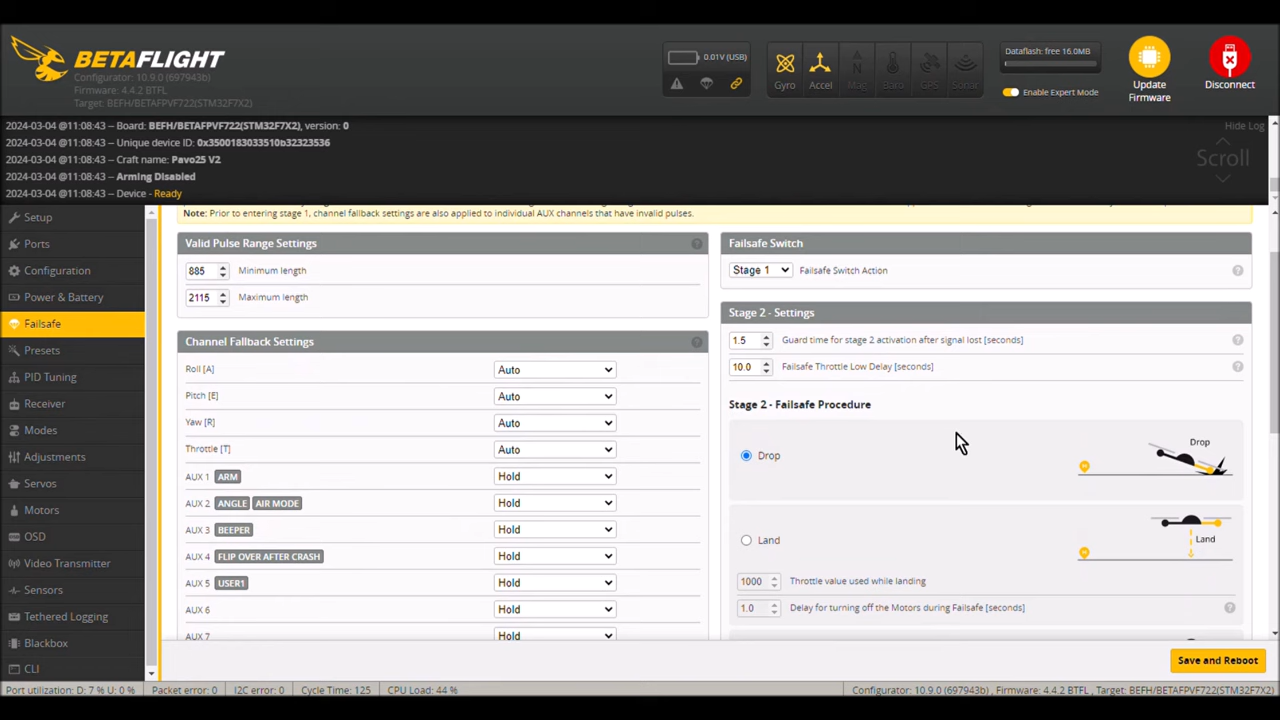 BETAFLIGHT
Configurator: 10.9.0 (697943b)
Firmware: 4.4.2 BTFL
Target: BEFH/BETAFPVF722(STM32F7X2)
0.01V (USB)
Gyro Accel Mag Baro GPS Sonar
Dataflash: free 16.0MB
Enable Expert Mode
Update Firmware
Disconnect
2024-03-04 @11:08:43 -- Board: BEFH/BETAFPVF722(STM32F7X2), version: 0
Hide Log
2024-03-04 @11:08:43 -- Unique device ID: 0x3500183033510b32323536
2024-03-04 @11:08:43 -- Craft name: Pavo25 V2
Scroll
2024-03-04 @11:08:43 -- Arming Disabled
2024-03-04 @11:08:43 -- Device - Ready
Setup
Ports
Configuration
Power & Battery
Failsafe
Presets
PID Tuning
Receiver
Modes
Adjustments
Servos
Motors
OSD
Video Transmitter
Sensors
Tethered Logging
Blackbox
CLI
Note: Prior to entering stage 1, channel fallback settings are also applied to individual AUX channels that have invalid pulses.
Valid Pulse Range Settings
885 Minimum length
2115 Maximum length
Channel Fallback Settings
Roll [A] Auto
Pitch [E] Auto
Yaw [R] Auto
Throttle [T] Auto
AUX 1 ARM Hold
AUX 2 ANGLE AIR MODE Hold
AUX 3 BEEPER Hold
AUX 4 FLIP OVER AFTER CRASH Hold
AUX 5 USER1 Hold
AUX 6 Hold
AUX 7 Hold
Failsafe Switch
Stage 1 Failsafe Switch Action
Stage 2 - Settings
1.5 Guard time for stage 2 activation after signal lost [seconds]
10.0 Failsafe Throttle Low Delay [seconds]
Stage 2 - Failsafe Procedure
Drop
Drop
Land
Land
1000 Throttle value used while landing
1.0 Delay for turning off the Motors during Failsafe [seconds]
Save and Reboot
Port utilization: D: 7 % U: 0 % Packet error: 0 I2C error: 0 Cycle Time: 125 CPU Load: 44 % Configurator: 10.9.0 (697943b) , Firmware: 4.4.2 BTFL , Target: BEFH/BETAFPVF722(STM32F7X2)